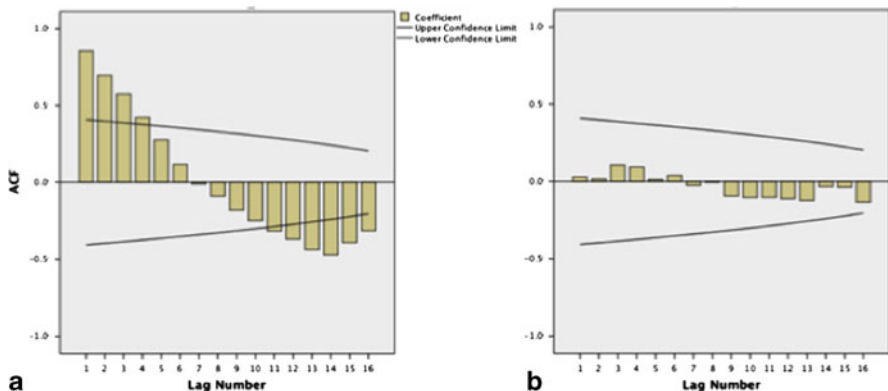 Coefficient
Upper Confidence Limit
Lower Confidence Limit
1.0
0.5
0.0
-0.5
-1.0
ACF
1 2 3 4 5 6 7 8 9 10 11 12 13 14 15 16
Lag Number
a
1.0
0.5
0.0
-0.5
-1.0
1 2 3 4 5 6 7 8 9 10 11 12 13 14 15 16
Lag Number
b